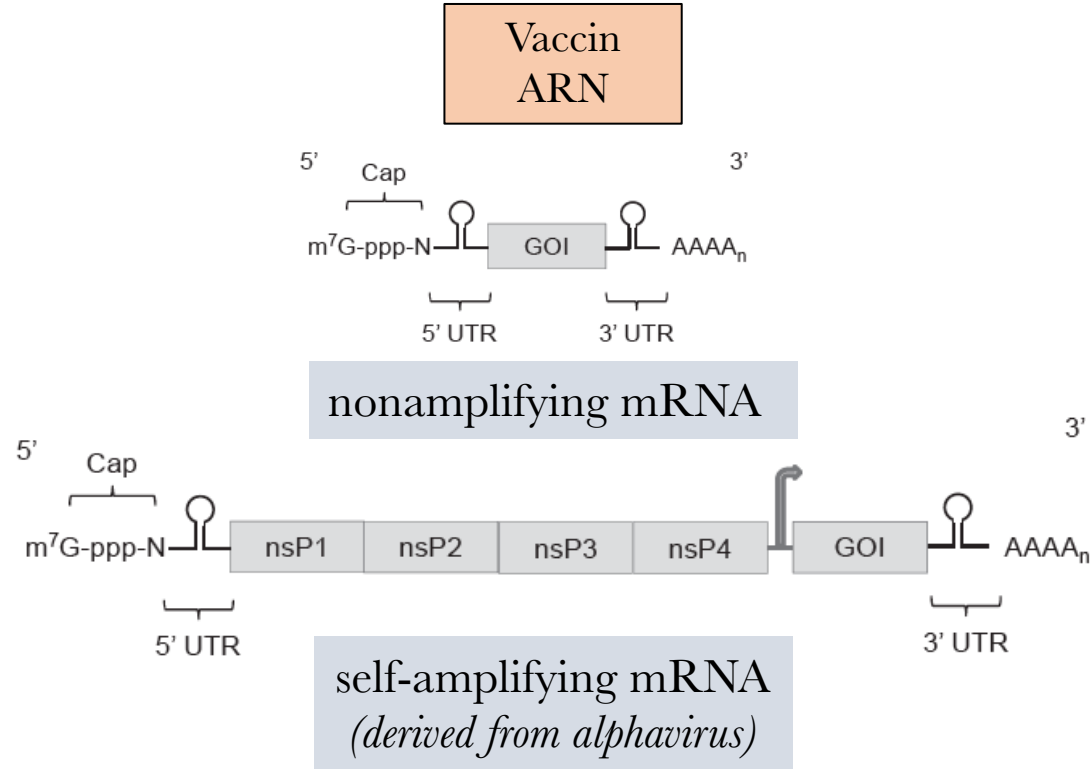 Vaccin
ARN
5’ 3’
Cap
m⁷G-ppp-N GOI AAAAₙ
5’ UTR 3’ UTR
nonamplifying mRNA
5’ 3’
Cap
m⁷G-ppp-N nsP1 nsP2 nsP3 nsP4 GOI AAAAₙ
5’ UTR 3’ UTR
self-amplifying mRNA
(derived from alphavirus)